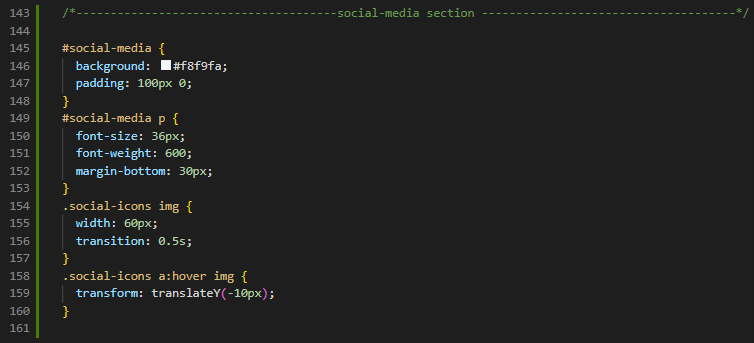 143 /*--------------------------------------social-media section -------------------------------------*/
144
145 #social-media {
146   background: #f8f9fa;
147   padding: 100px 0;
148 }
149 #social-media p {
150   font-size: 36px;
151   font-weight: 600;
152   margin-bottom: 30px;
153 }
154 .social-icons img {
155   width: 60px;
156   transition: 0.5s;
157 }
158 .social-icons a:hover img {
159   transform: translateY(-10px);
160 }
161